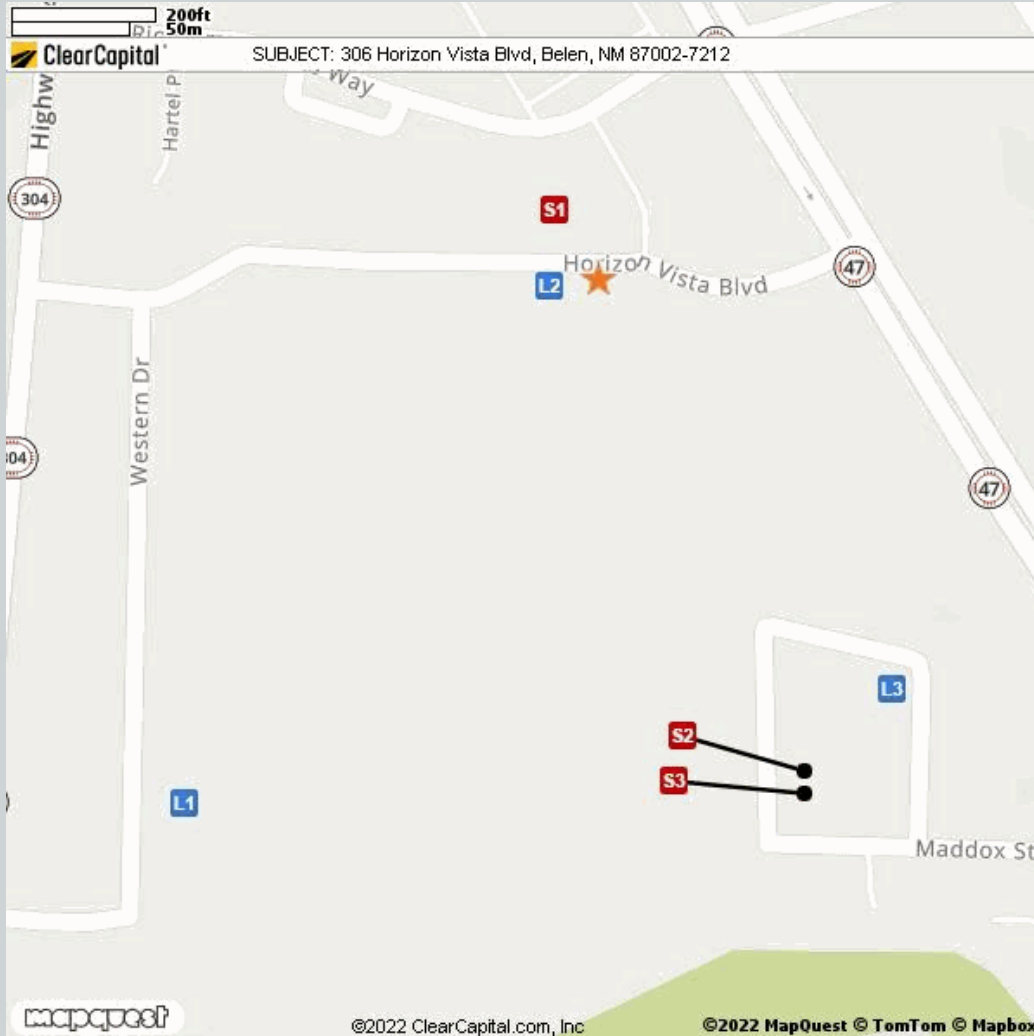 200ft
50m
ClearCapital
SUBJECT: 306 Horizon Vista Blvd, Belen, NM 87002-7212
Way
Highw
Hartel P
304
S1
Horizon Vista Blvd
L2
47
Western Dr
304
47
L3
S2
S3
L1
Maddox St
mapquest
©2022 ClearCapital.com, Inc
©2022 MapQuest © TomTom © Mapbox